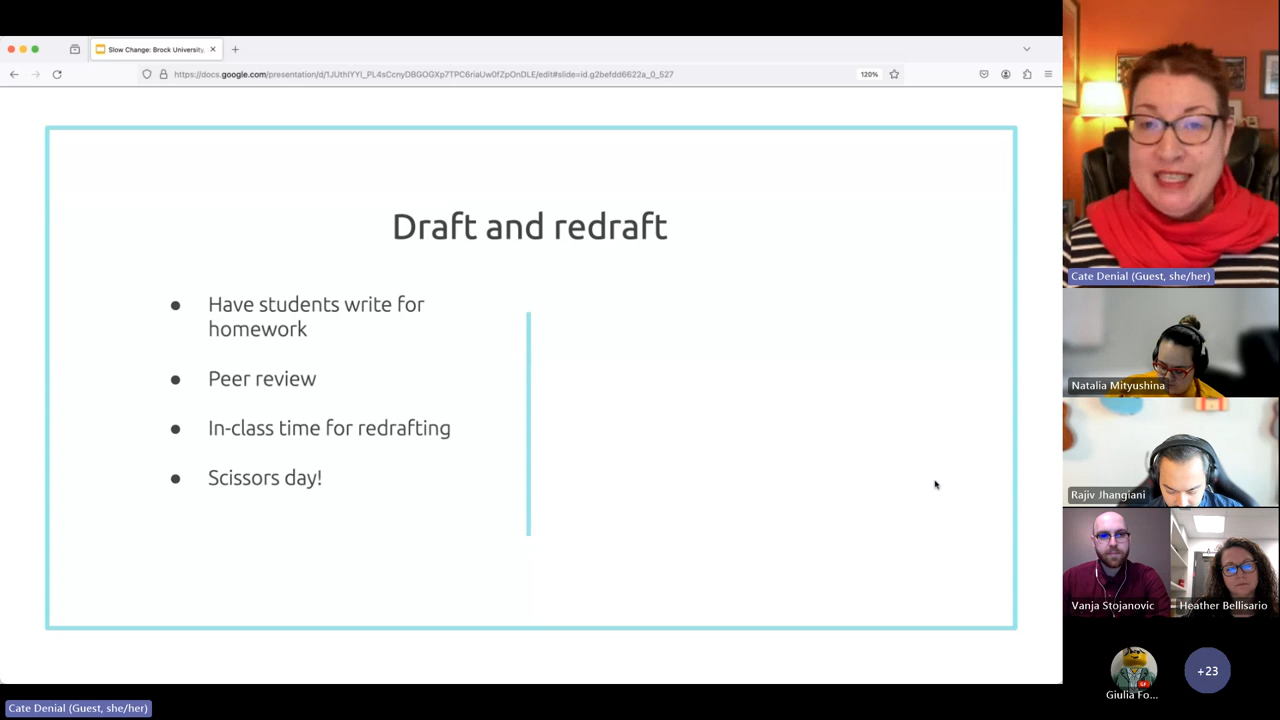 Slow Change: Brock University,
https://docs.google.com/presentation/d/1JUthIYYI_PL4sCcnyDBGOGXp7TPC6riaUw0fZpOnDLE/edit#slide=id.g2befdd6622a_0_527
120%
Draft and redraft
● Have students write for
homework
● Peer review
● In-class time for redrafting
● Scissors day!
Cate Denial (Guest, she/her)
Natalia Mityushina
Rajiv Jhangiani
Vanja Stojanovic
Heather Bellisario
Giulia Fo...
+23
Cate Denial (Guest, she/her)